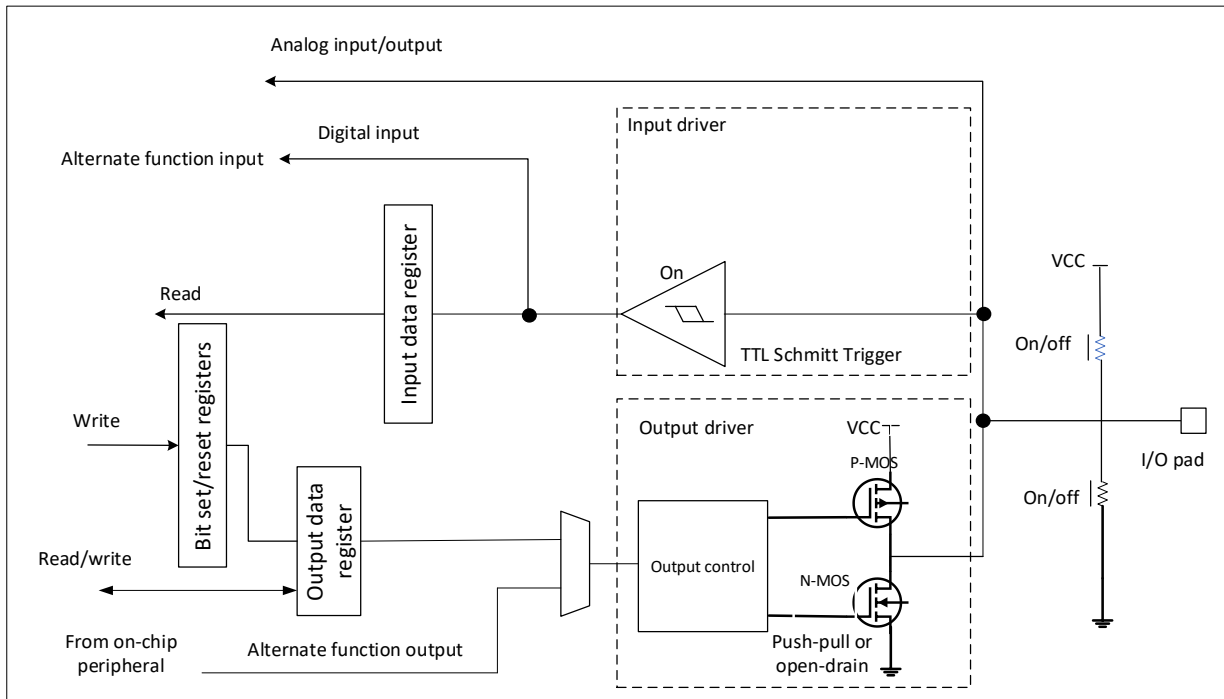 Analog input/output
Input driver
Digital input
Alternate function input
On
VCC
Read
Input data register
TTL Schmitt Trigger
On/off
Bit set/reset registers
Write
Output driver
VCC
P-MOS
I/O pad
On/off
Output data
register
Read/write
Output control
N-MOS
From on-chip
peripheral
Alternate function output
Push-pull or
open-drain